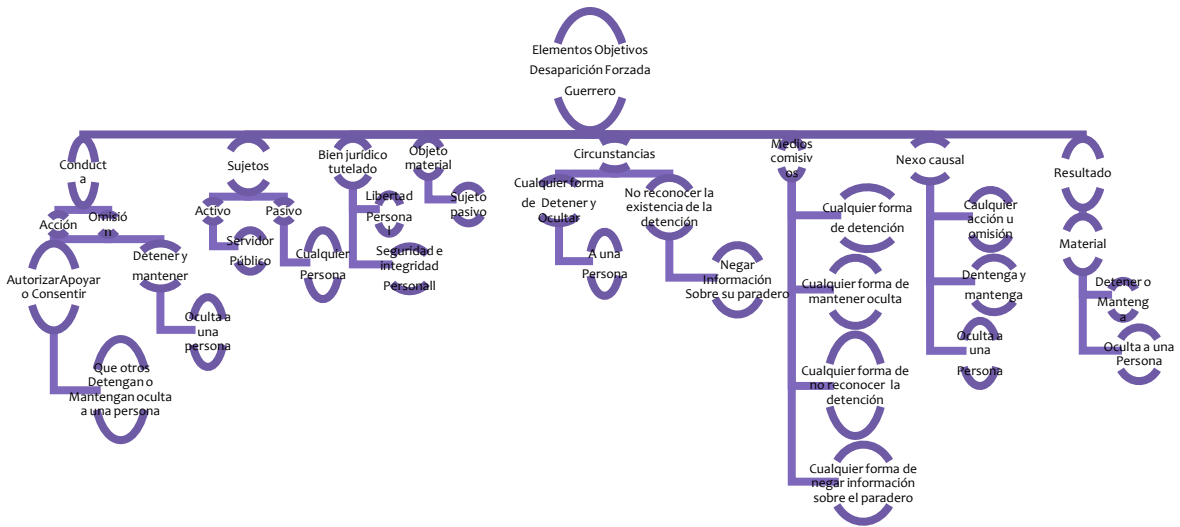 Elementos Objetivos
Desaparición Forzada
Guerrero
Conduct
a
Acción
Omisió
n
Autorizar Apoyar
o Consentir
Que otros
Detengan o
Mantengan oculta
a una persona
Detener y
mantener
Oculta a
una
persona
Sujetos
Activo
Servidor
Público
Pasivo
Cualquier
Persona
Bien jurídico
tutelado
Libertad
Persona
l
Seguridad e
integridad
Personall
Objeto
material
Sujeto
pasivo
Circunstancias
Cualquier forma
de Detener y
Ocultar
A una
Persona
No reconocer la
existencia de la
detención
Negar
Información
Sobre su paradero
Medios
comisiv
os
Cualquier forma
de detención
Cualquier forma de
mantener oculta
Cualquier forma de
no reconocer la
detención
Cualquier forma de
negar información
sobre el paradero
Nexo causal
Caulquier
acción u
omisión
Dentenga y
mantenga
Oculta a
una
Persona
Resultado
Material
Detener o
Manteng
a
Oculta a una
Persona